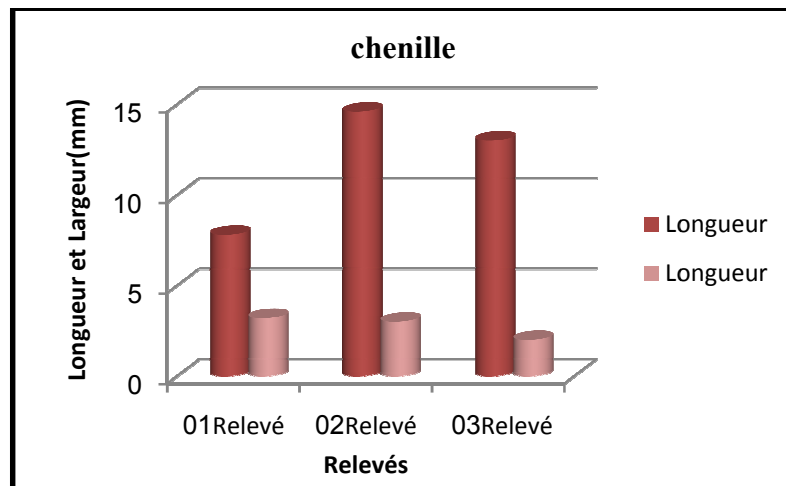 chenille
Longueur et Largeur(mm)
15
10
5
0
01Relevé 02Relevé 03Relevé
Relevés
Longueur
Longueur